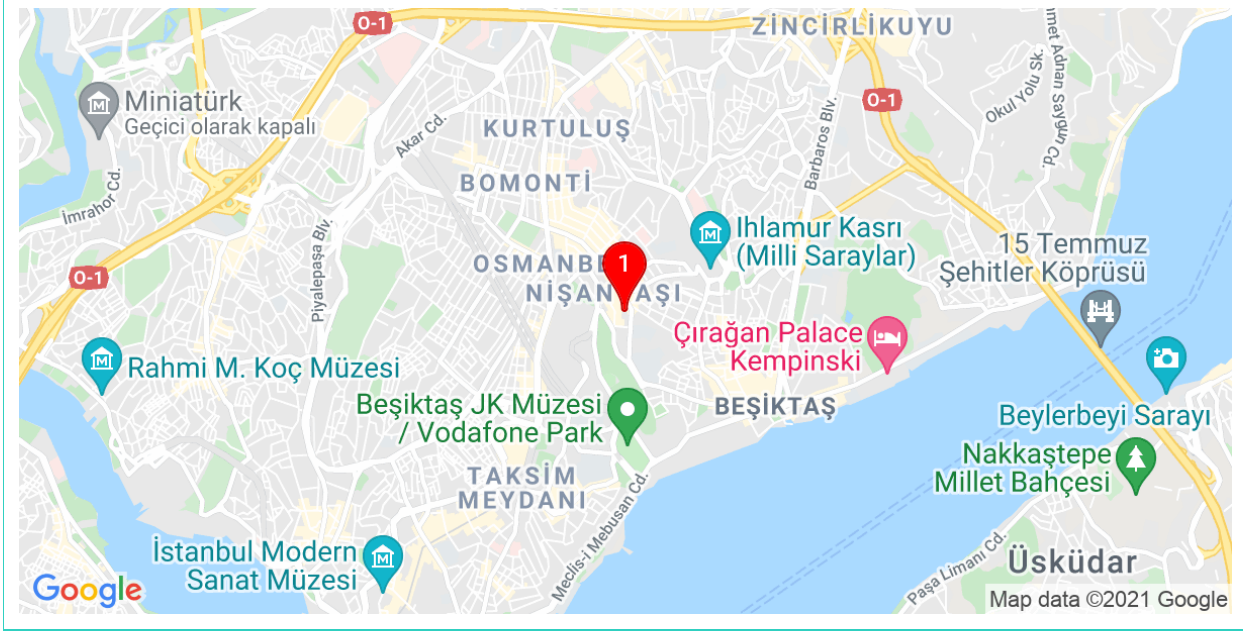 O-1
ZİNCİRLİKUYU
Miniatürk
Geçici olarak kapalı
Akar Cd.
KURTULUŞ
O-1
Okul Yolu Sk.
Ahmet Adnan Saygun Cd.
Barbaros Blv.
BOMONTİ
İmrahor Cd.
Piyalepaşa Blv.
Ihlamur Kasrı
(Milli Saraylar)
O-1
1
NİŞAN
AŞI
15 Temmuz
Şehitler Köprüsü
Çırağan Palace
Kempinski
Rahmi M. Koç Müzesi
Beşiktaş JK Müzesi
/ Vodafone Park
BEŞİKTAŞ
Beylerbeyi Sarayı
Nakkaştepe
Millet Bahçesi
TAKSİM
MEYDANI
Meclis-i Mebusan Cd.
İstanbul Modern
Sanat Müzesi
Paşa Limanı Cd.
Üsküdar
Google
Map data ©2021 Google